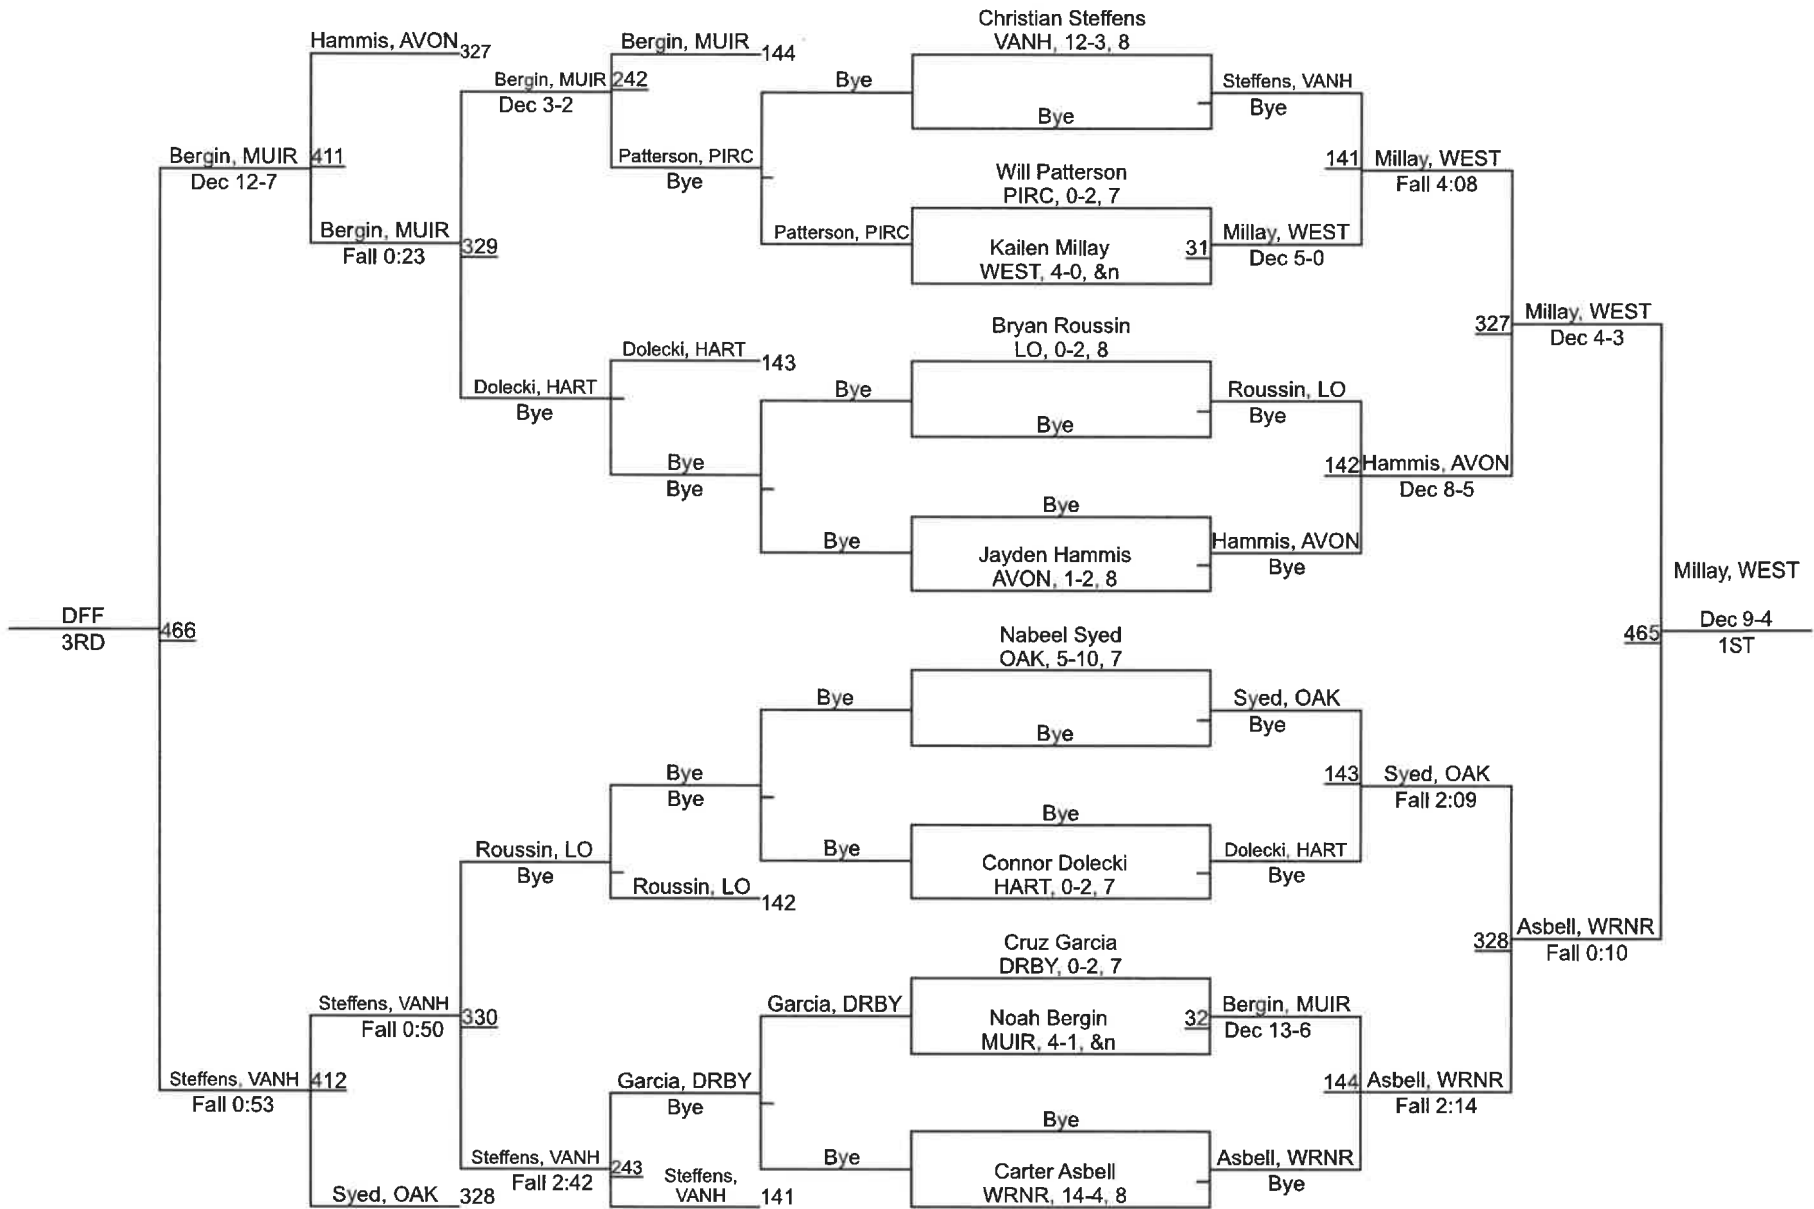 Christian Steffens
VANH, 12-3, 8
Hammis, AVON 327
Bergin, MUIR 144
Bergin, MUIR 242
Dec 3-2
Bye
Bye
Steffens, VANH
Bye
Bergin, MUIR 411
Dec 12-7
Patterson, PIRC
Bye
Will Patterson
PIRC, 0-2, 7
141 Millay, WEST
Fall 4:08
Bergin, MUIR
Fall 0:23
329
Patterson, PIRC
Kailen Millay
WEST, 4-0, &n
31
Millay, WEST
Dec 5-0
Bryan Roussin
LO, 0-2, 8
327
Millay, WEST
Dec 4-3
Dolecki, HART 143
Dolecki, HART
Bye
Bye
Bye
Roussin, LO
Bye
Bye
Bye
142 Hammis, AVON
Dec 8-5
Bye
Bye
Jayden Hammis
AVON, 1-2, 8
Hammis, AVON
Bye
Millay, WEST
DFF
3RD
466
465
Dec 9-4
1ST
Nabeel Syed
OAK, 5-10, 7
Bye
Bye
Syed, OAK
Bye
Bye
Bye
143 Syed, OAK
Fall 2:09
Bye
Roussin, LO
Bye
Bye
Connor Dolecki
HART, 0-2, 7
Dolecki, HART
Bye
Roussin, LO 142
328
Asbell, WRNR
Fall 0:10
Cruz Garcia
DRBY, 0-2, 7
Steffens, VANH
Fall 0:50
330
Garcia, DRBY
Noah Bergin
MUIR, 4-1, &n
32
Bergin, MUIR
Dec 13-6
Steffens, VANH 412
Fall 0:53
Garcia, DRBY
Bye
144 Asbell, WRNR
Fall 2:14
Bye
Steffens, VANH
Fall 2:42
243
Steffens,
VANH 141
Bye
Carter Asbell
WRNR, 14-4, 8
Asbell, WRNR
Bye
Syed, OAK 328